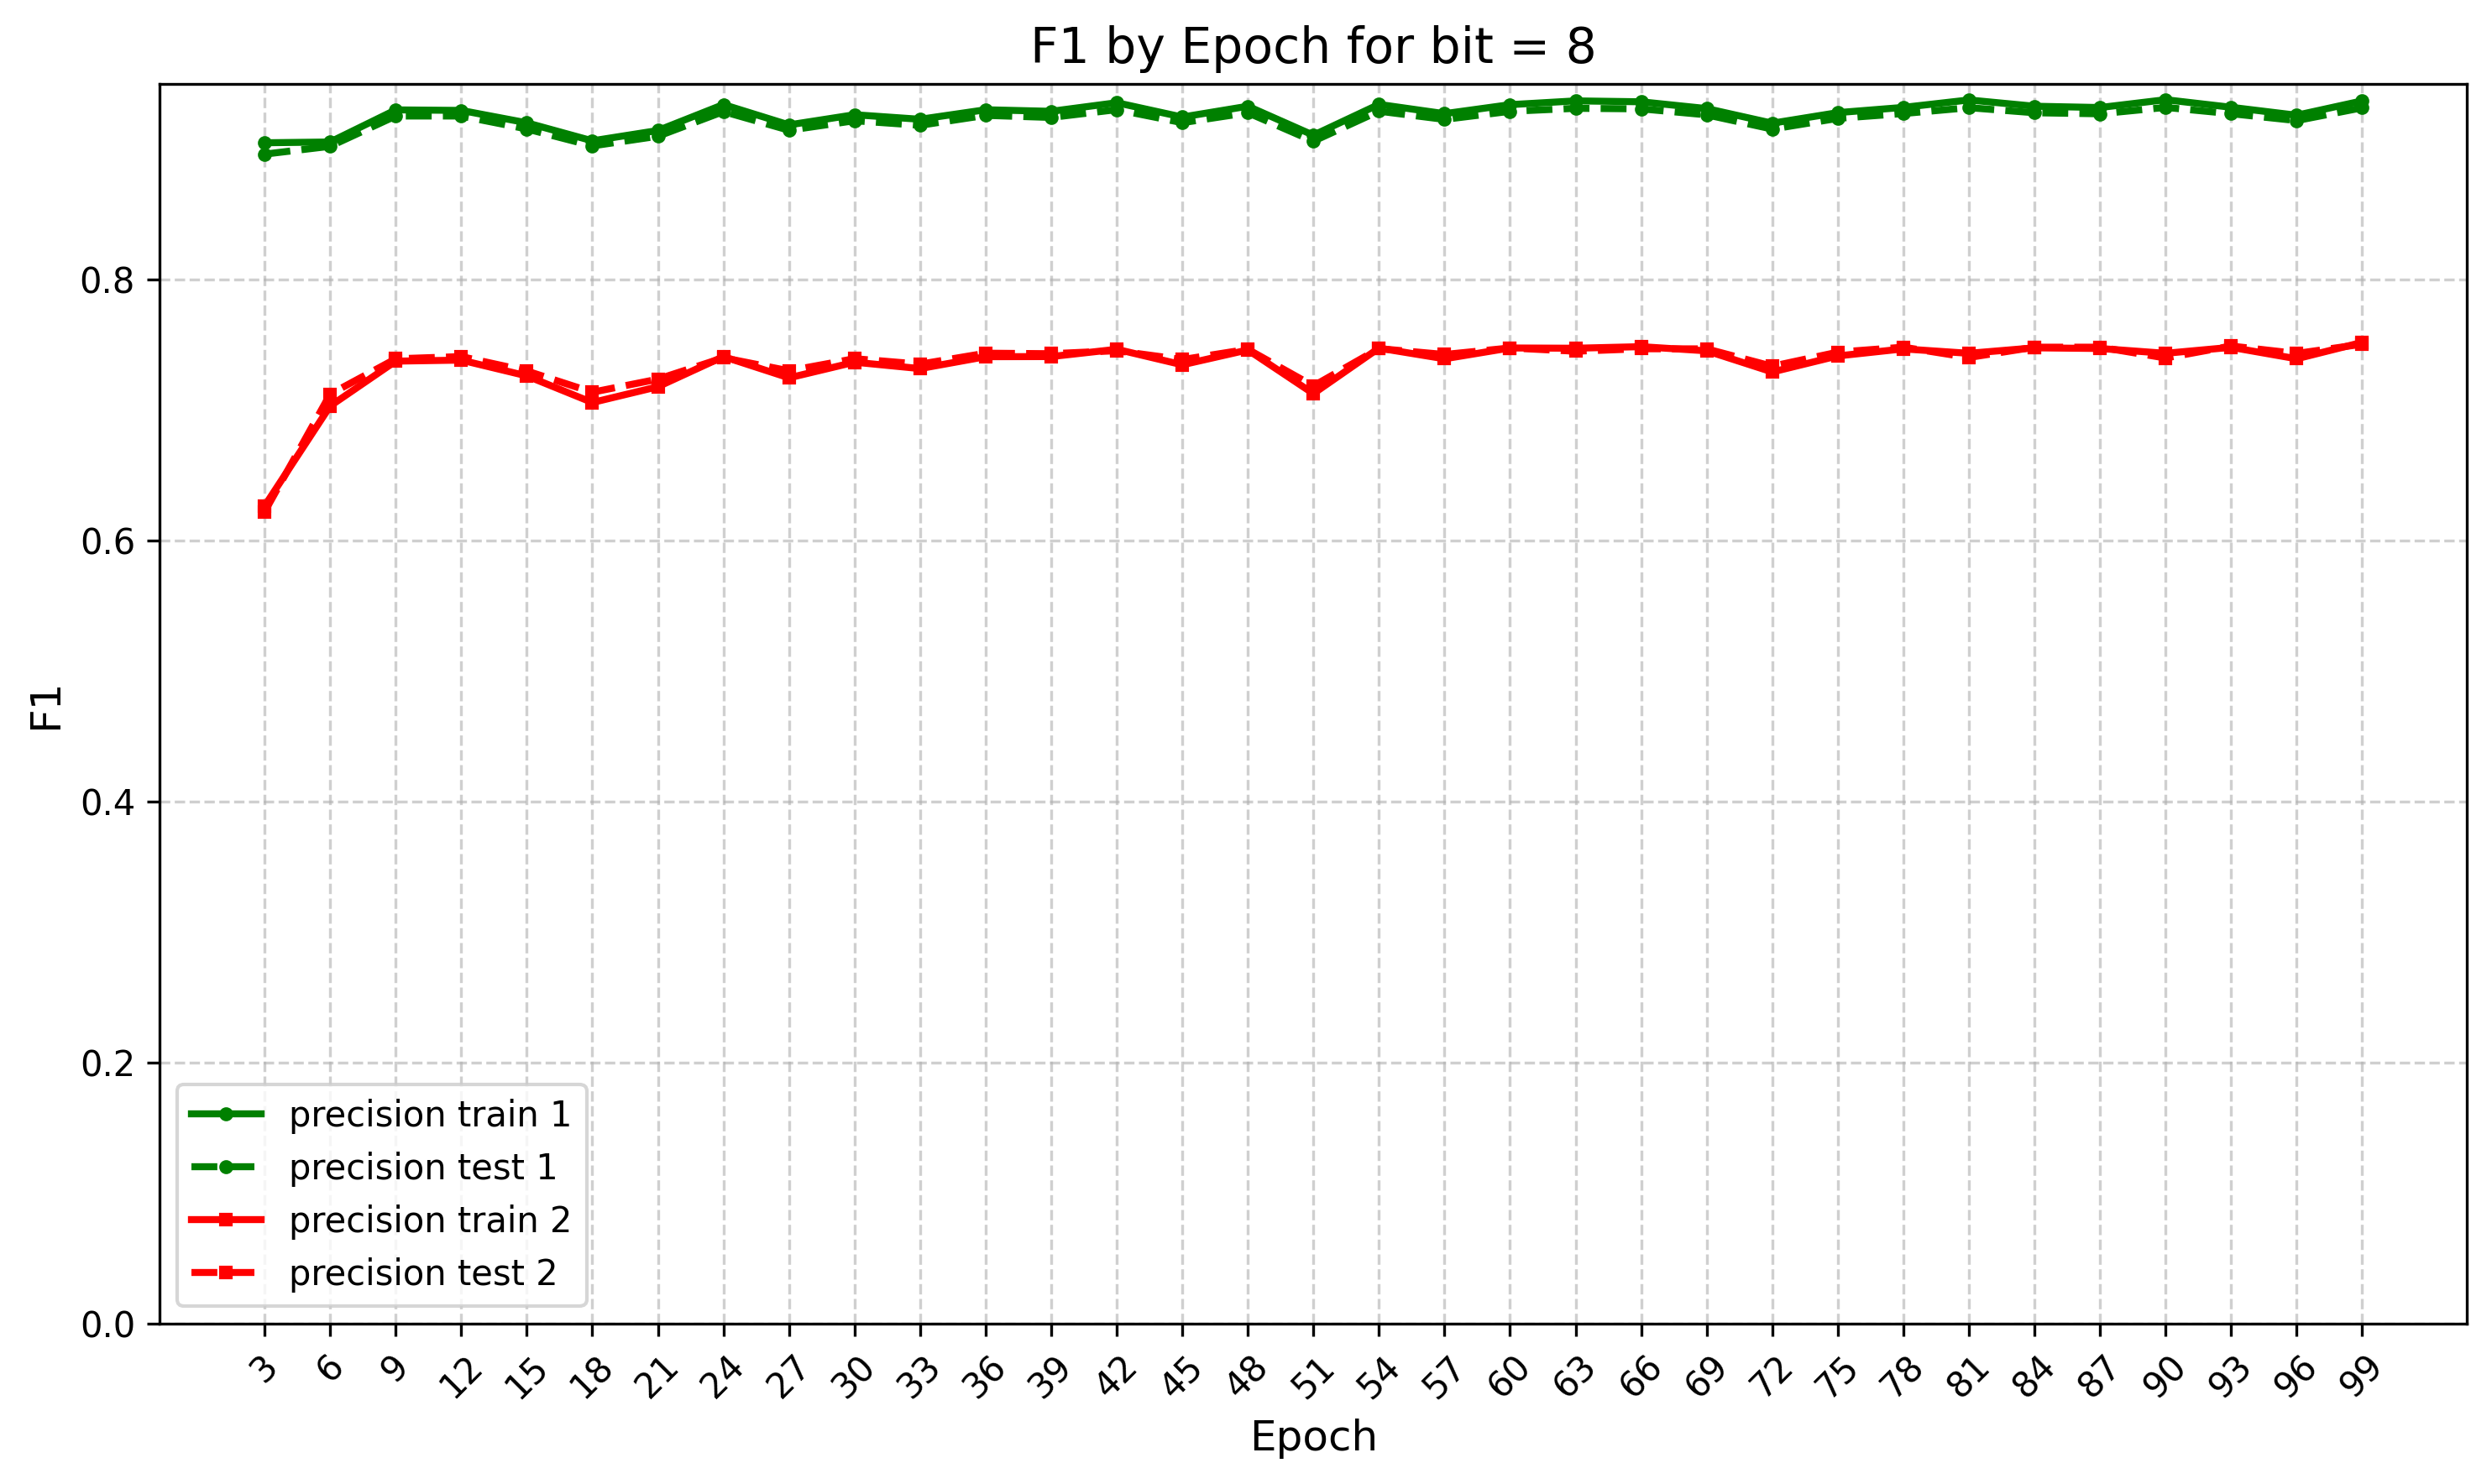 F1 by Epoch for bit = 8
F1
0.8
0.6
0.4
0.2
0.0
precision train 1
precision test 1
precision train 2
precision test 2
3 6 9 12 15 18 21 24 27 30 33 36 39 42 45 48 51 54 57 60 63 66 69 72 75 78 81 84 87 90 93 96 99
Epoch